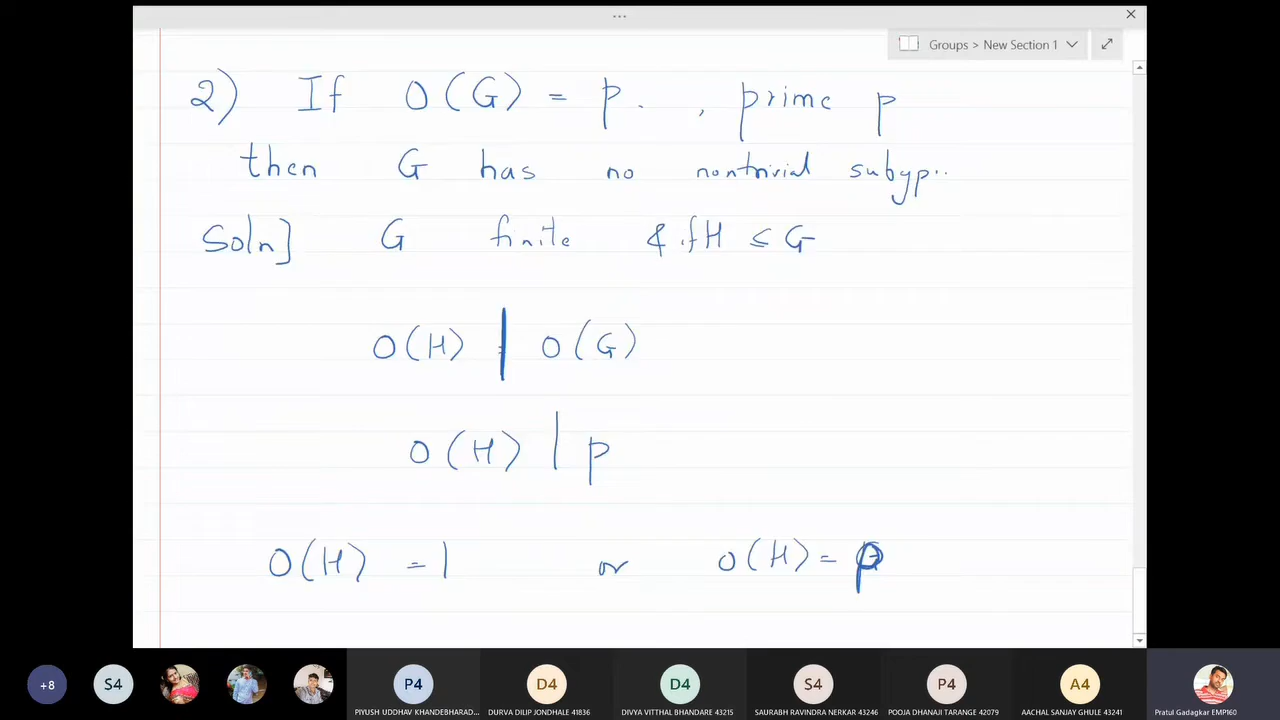 Groups > New Section 1
2) If O(G) = p. , prime p
then G has no nontrivial subgp..
Soln] G finite & if H ≤ G
O(H) | O(G)
O(H) | p
O(H) = 1 or O(H) = p
+8 S4 P4 D4 D4 S4 P4 A4
PIYUSH UDDHAV KHANDEBHARAD... DURVA DILIP JONDHALE 41836 DIVYA VITTHAL BHANDARE 43215 SAURABH RAVINDRA NERKAR 43246 POOJA DHANAJI TARANGE 42079 AACHAL SANJAY GHULE 43241 Pratul Gadagkar EMP160